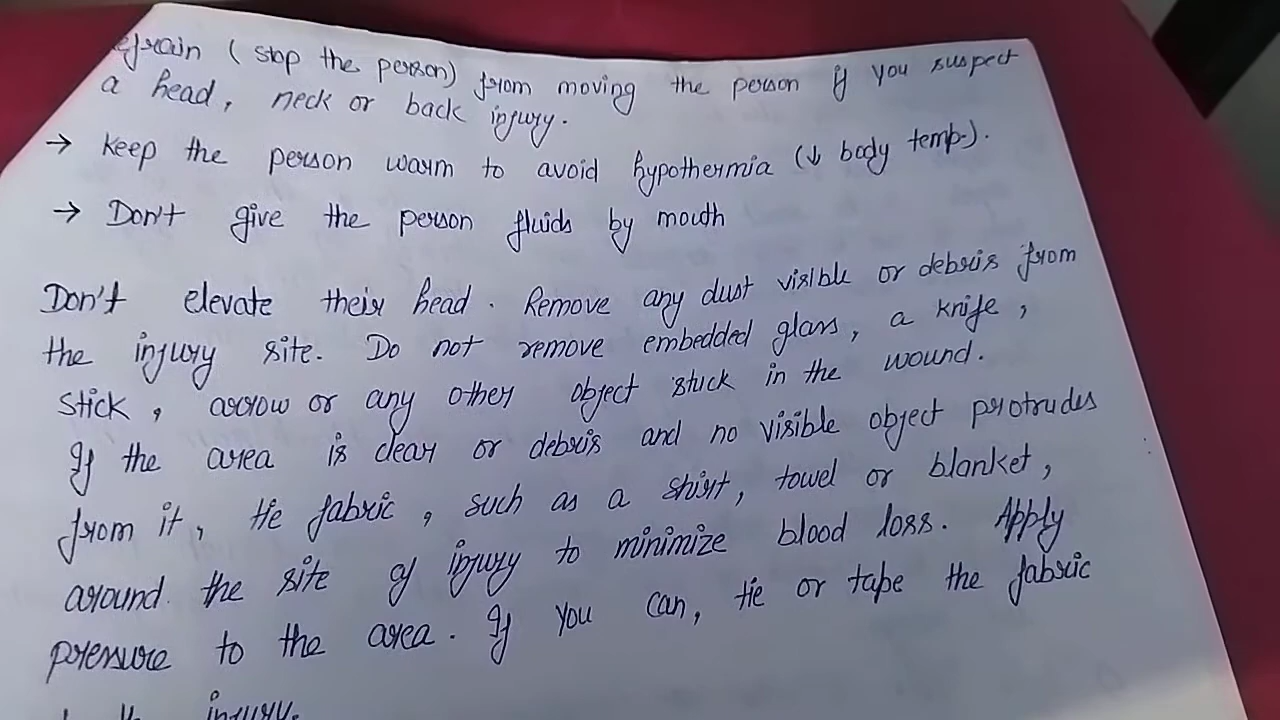 efrain (stop the person) from moving the person if you suspect
a head, neck or back injury.
→ Keep the person warm to avoid hypothermia (↓ body temp.).
→ Don't give the person fluids by mouth
Don't elevate their head. Remove any dust visible or debris from
the injury site. Do not remove embedded glass, a knife,
stick, arrow or any other object stuck in the wound.
If the area is clear or debris and no visible object protrudes
from it, tie fabric, such as a shirt, towel or blanket,
around the site of injury to minimize blood loss. Apply
pressure to the area. If you can, tie or tape the fabric
injury.